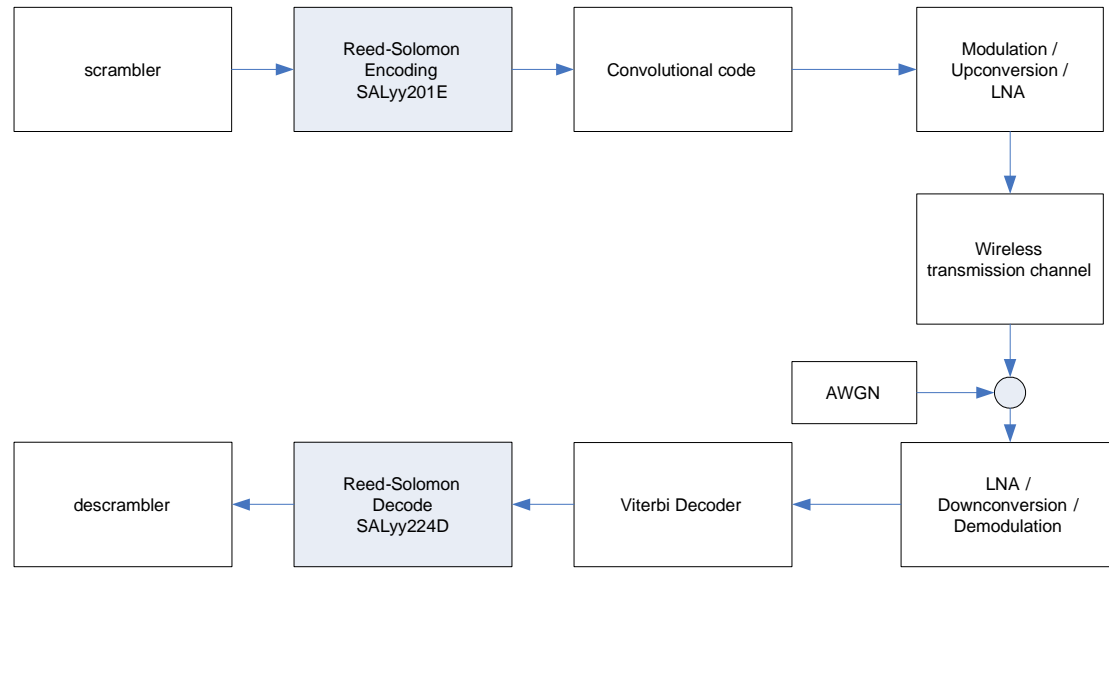 scrambler
Reed-Solomon
Encoding
SALyy201E
Convolutional code
Modulation /
Upconversion /
LNA
Wireless
transmission channel
AWGN
LNA /
Downconversion /
Demodulation
Viterbi Decoder
Reed-Solomon
Decode
SALyy224D
descrambler